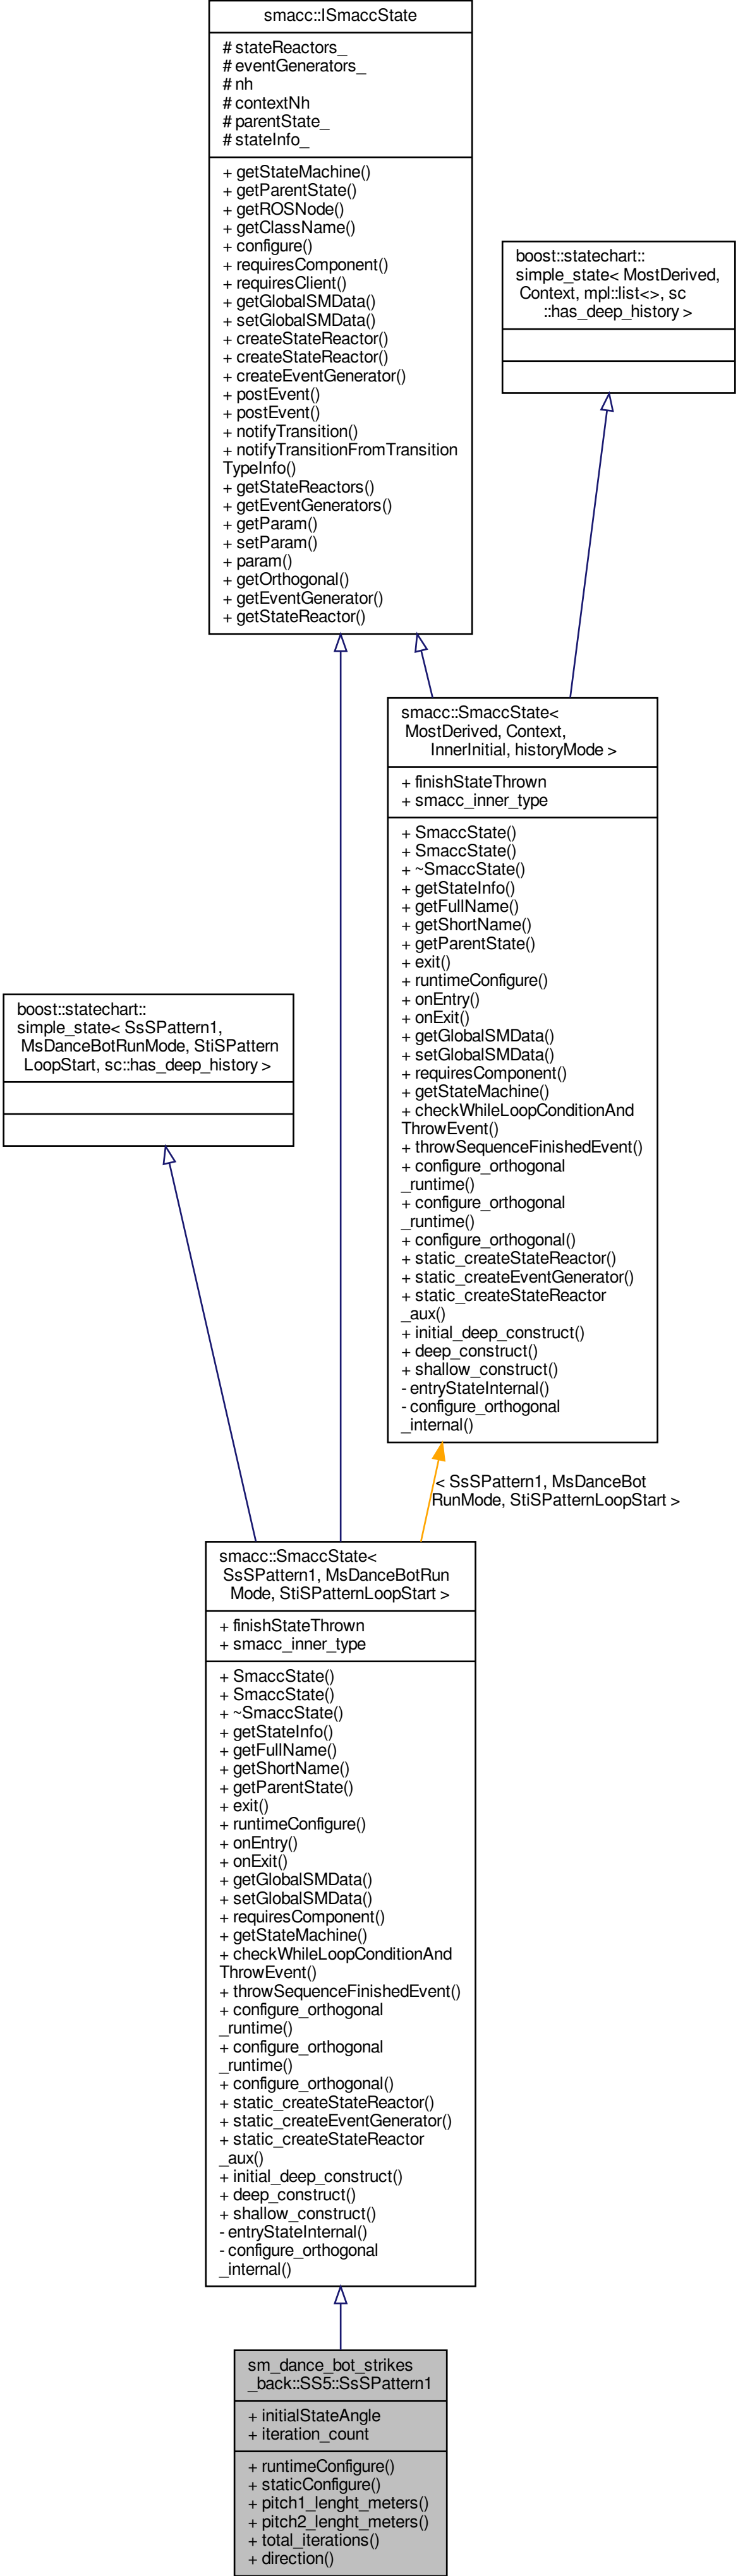 smacc::ISmaccState
# stateReactors_
# eventGenerators_
# nh
# contextNh
# parentState_
# stateInfo_
+ getStateMachine()
+ getParentState()
+ getROSNode()
+ getClassName()
+ configure()
+ requiresComponent()
+ requiresClient()
+ getGlobalSMData()
+ setGlobalSMData()
+ createStateReactor()
+ createStateReactor()
+ createEventGenerator()
+ postEvent()
+ postEvent()
+ notifyTransition()
+ notifyTransitionFromTransition
TypeInfo()
+ getStateReactors()
+ getEventGenerators()
+ getParam()
+ setParam()
+ param()
+ getOrthogonal()
+ getEventGenerator()
+ getStateReactor()
boost::statechart::
simple_state< MostDerived,
Context, mpl::list<>, sc
::has_deep_history >
smacc::SmaccState<
MostDerived, Context,
InnerInitial, historyMode >
+ finishStateThrown
+ smacc_inner_type
+ SmaccState()
+ SmaccState()
+ ~SmaccState()
+ getStateInfo()
+ getFullName()
+ getShortName()
+ getParentState()
+ exit()
+ runtimeConfigure()
+ onEntry()
+ onExit()
+ getGlobalSMData()
+ setGlobalSMData()
+ requiresComponent()
+ getStateMachine()
+ checkWhileLoopConditionAnd
ThrowEvent()
+ throwSequenceFinishedEvent()
+ configure_orthogonal
_runtime()
+ configure_orthogonal
_runtime()
+ configure_orthogonal()
+ static_createStateReactor()
+ static_createEventGenerator()
+ static_createStateReactor
_aux()
+ initial_deep_construct()
+ deep_construct()
+ shallow_construct()
- entryStateInternal()
- configure_orthogonal
_internal()
boost::statechart::
simple_state< SsSPattern1,
MsDanceBotRunMode, StiSPattern
LoopStart, sc::has_deep_history >
< SsSPattern1, MsDanceBot
RunMode, StiSPatternLoopStart >
smacc::SmaccState<
SsSPattern1, MsDanceBotRun
Mode, StiSPatternLoopStart >
+ finishStateThrown
+ smacc_inner_type
+ SmaccState()
+ SmaccState()
+ ~SmaccState()
+ getStateInfo()
+ getFullName()
+ getShortName()
+ getParentState()
+ exit()
+ runtimeConfigure()
+ onEntry()
+ onExit()
+ getGlobalSMData()
+ setGlobalSMData()
+ requiresComponent()
+ getStateMachine()
+ checkWhileLoopConditionAnd
ThrowEvent()
+ throwSequenceFinishedEvent()
+ configure_orthogonal
_runtime()
+ configure_orthogonal
_runtime()
+ configure_orthogonal()
+ static_createStateReactor()
+ static_createEventGenerator()
+ static_createStateReactor
_aux()
+ initial_deep_construct()
+ deep_construct()
+ shallow_construct()
- entryStateInternal()
- configure_orthogonal
_internal()
sm_dance_bot_strikes
_back::SS5::SsSPattern1
+ initialStateAngle
+ iteration_count
+ runtimeConfigure()
+ staticConfigure()
+ pitch1_lenght_meters()
+ pitch2_lenght_meters()
+ total_iterations()
+ direction()